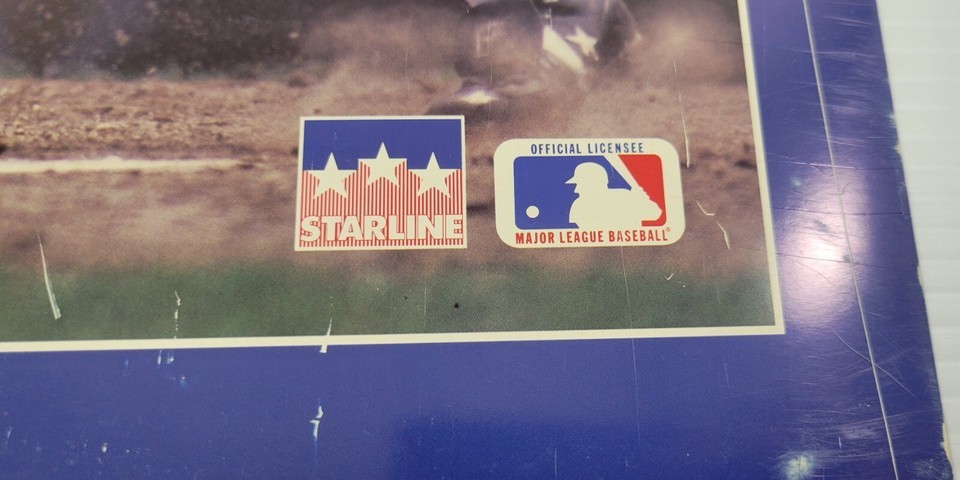 STARLINE
OFFICIAL LICENSEE
MAJOR LEAGUE BASEBALL®